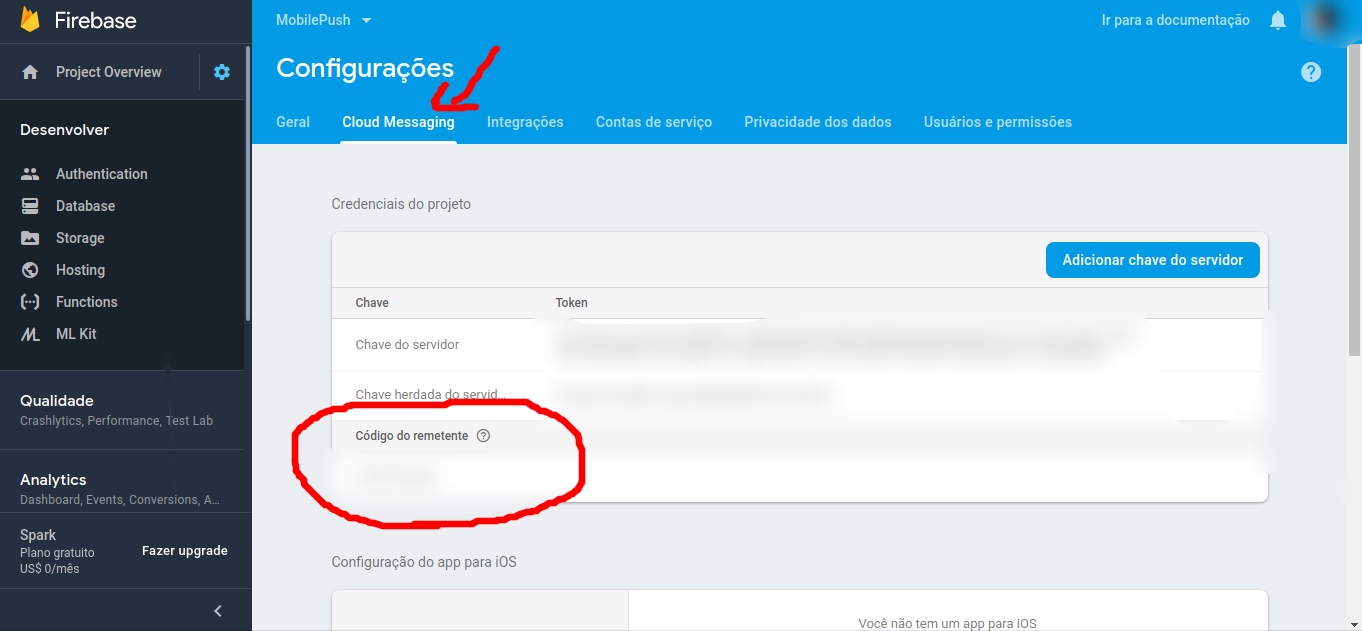 Firebase
Project Overview
Desenvolver
Authentication
Database
Storage
Hosting
Functions
ML Kit
Qualidade
Crashlytics, Performance, Test Lab
Analytics
Dashboard, Events, Conversions, A...
Spark
Plano gratuito
US$ 0/mês
Fazer upgrade
MobilePush
Ir para a documentação
Configurações
Geral Cloud Messaging Integrações Contas de serviço Privacidade dos dados Usuários e permissões
Credenciais do projeto
Adicionar chave do servidor
Chave Token
Chave do servidor
Chave herdada do servid...
Código do remetente
Configuração do app para iOS
Você não tem um app para iOS